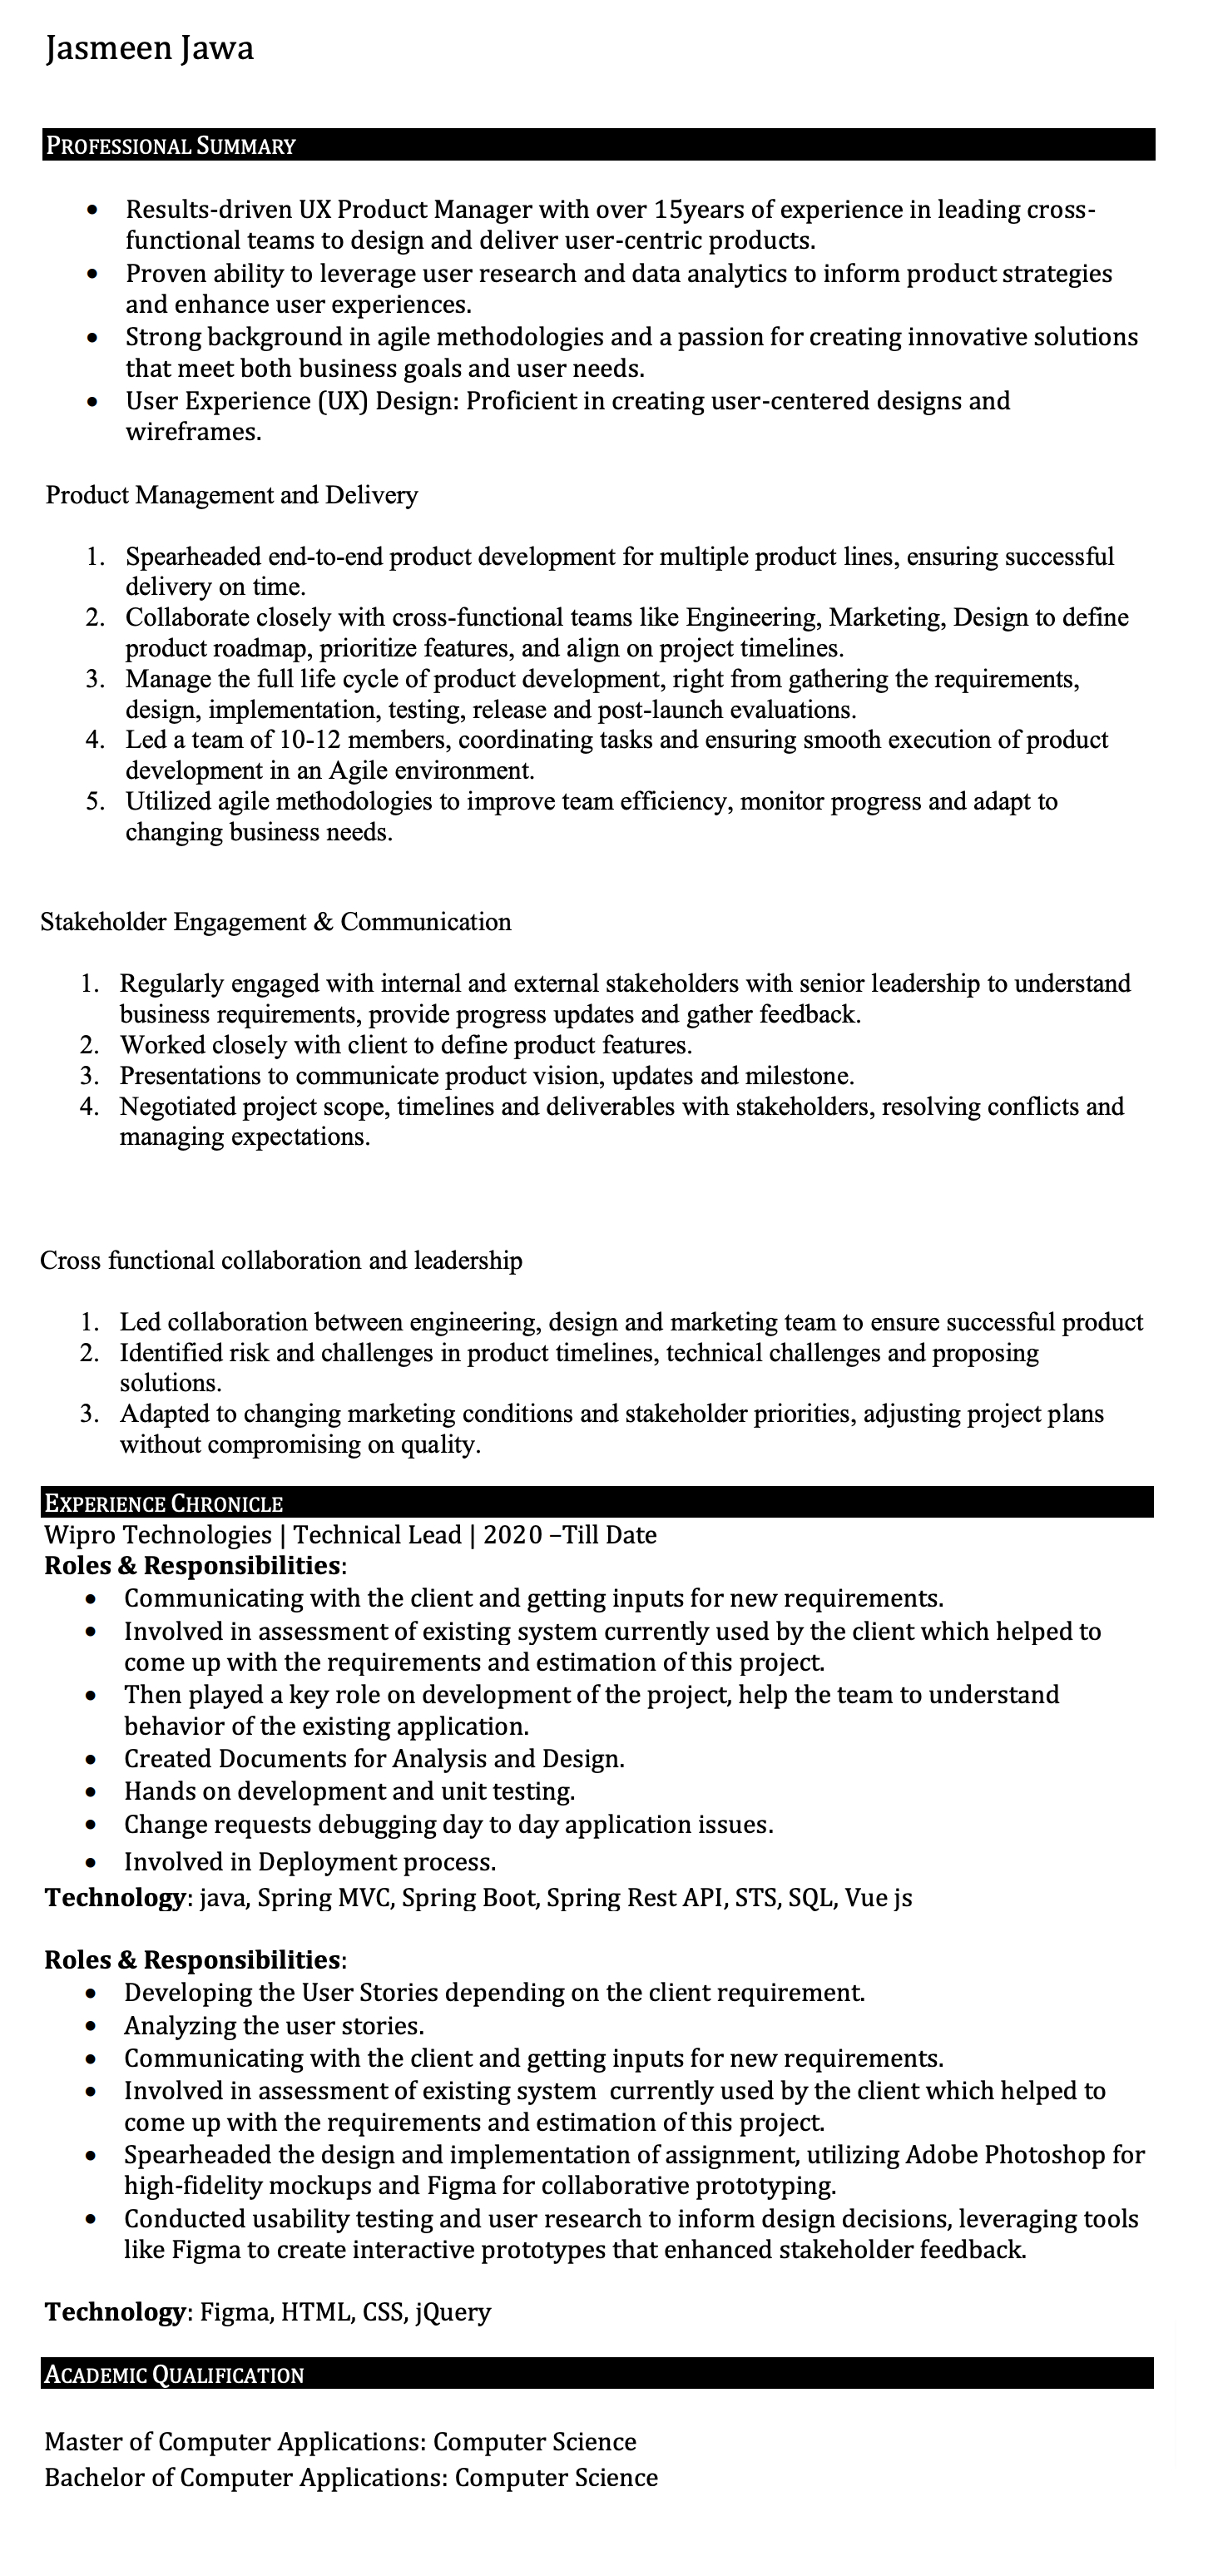 Jasmeen Jawa
PROFESSIONAL SUMMARY
• Results-driven UX Product Manager with over 15years of experience in leading cross-
functional teams to design and deliver user-centric products.
• Proven ability to leverage user research and data analytics to inform product strategies
and enhance user experiences.
• Strong background in agile methodologies and a passion for creating innovative solutions
that meet both business goals and user needs.
• User Experience (UX) Design: Proficient in creating user-centered designs and
wireframes.
Product Management and Delivery
1. Spearheaded end-to-end product development for multiple product lines, ensuring successful
delivery on time.
2. Collaborate closely with cross-functional teams like Engineering, Marketing, Design to define
product roadmap, prioritize features, and align on project timelines.
3. Manage the full life cycle of product development, right from gathering the requirements,
design, implementation, testing, release and post-launch evaluations.
4. Led a team of 10-12 members, coordinating tasks and ensuring smooth execution of product
development in an Agile environment.
5. Utilized agile methodologies to improve team efficiency, monitor progress and adapt to
changing business needs.
Stakeholder Engagement & Communication
1. Regularly engaged with internal and external stakeholders with senior leadership to understand
business requirements, provide progress updates and gather feedback.
2. Worked closely with client to define product features.
3. Presentations to communicate product vision, updates and milestone.
4. Negotiated project scope, timelines and deliverables with stakeholders, resolving conflicts and
managing expectations.
Cross functional collaboration and leadership
1. Led collaboration between engineering, design and marketing team to ensure successful product
2. Identified risk and challenges in product timelines, technical challenges and proposing
solutions.
3. Adapted to changing marketing conditions and stakeholder priorities, adjusting project plans
without compromising on quality.
EXPERIENCE CHRONICLE
Wipro Technologies | Technical Lead | 2020 –Till Date
Roles & Responsibilities:
• Communicating with the client and getting inputs for new requirements.
• Involved in assessment of existing system currently used by the client which helped to
come up with the requirements and estimation of this project.
• Then played a key role on development of the project, help the team to understand
behavior of the existing application.
• Created Documents for Analysis and Design.
• Hands on development and unit testing.
• Change requests debugging day to day application issues.
• Involved in Deployment process.
Technology: java, Spring MVC, Spring Boot, Spring Rest API, STS, SQL, Vue js
Roles & Responsibilities:
• Developing the User Stories depending on the client requirement.
• Analyzing the user stories.
• Communicating with the client and getting inputs for new requirements.
• Involved in assessment of existing system  currently used by the client which helped to
come up with the requirements and estimation of this project.
• Spearheaded the design and implementation of assignment, utilizing Adobe Photoshop for
high-fidelity mockups and Figma for collaborative prototyping.
• Conducted usability testing and user research to inform design decisions, leveraging tools
like Figma to create interactive prototypes that enhanced stakeholder feedback.
Technology: Figma, HTML, CSS, jQuery
ACADEMIC QUALIFICATION
Master of Computer Applications: Computer Science
Bachelor of Computer Applications: Computer Science